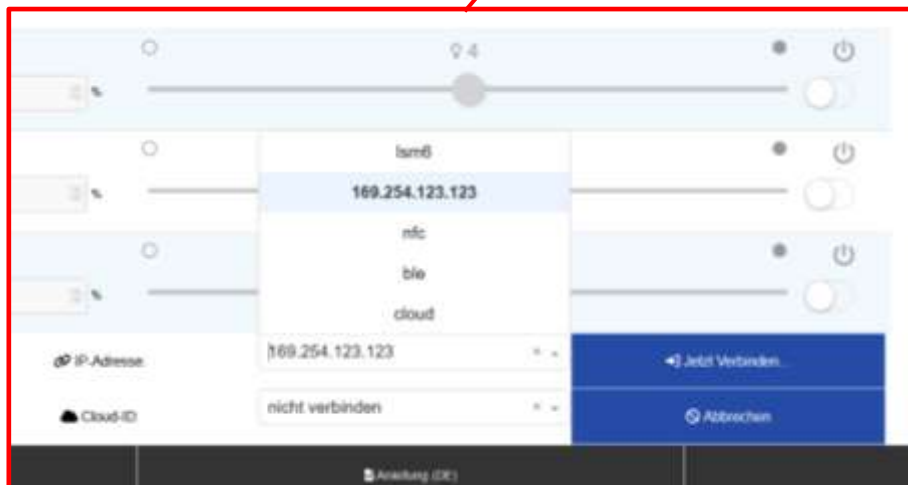 4
%
lsm6
%
169.254.123.123
nfc
ble
%
cloud
IP-Adresse
169.254.123.123
Jetzt Verbinden...
Cloud-ID
nicht verbinden
Abbrechen
Anleitung (DE)